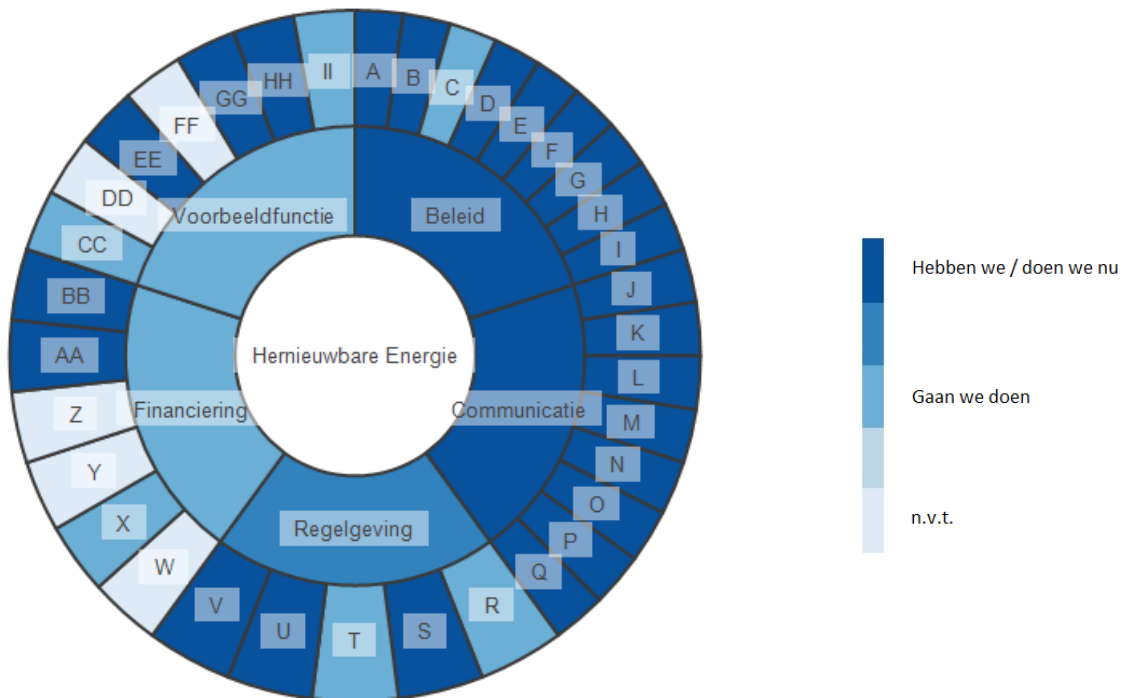 II
A
B
C
D
E
F
G
H
I
J
K
L
M
N
O
P
Q
R
S
T
U
V
W
X
Y
Z
AA
BB
CC
DD
EE
FF
GG
HH
Voorbeeldfunctie
Beleid
Hernieuwbare Energie
Financiering
Communicatie
Regelgeving
Hebben we / doen we nu
Gaan we doen
n.v.t.